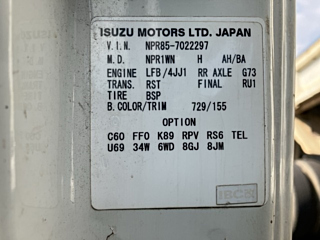 ISUZU MOTORS LTD. JAPAN
V.I.N. NPR85-7022297
M.D. NPR1WN H AH/BA
ENGINE LFB/4JJ1 RR AXLE G73
TRANS. RST FINAL RU1
TIRE BSP
B.COLOR/TRIM 729/155
OPTION
C60 FF0 K89 RPV RS6 TEL
U69 34W 6WD 8GJ 8JM